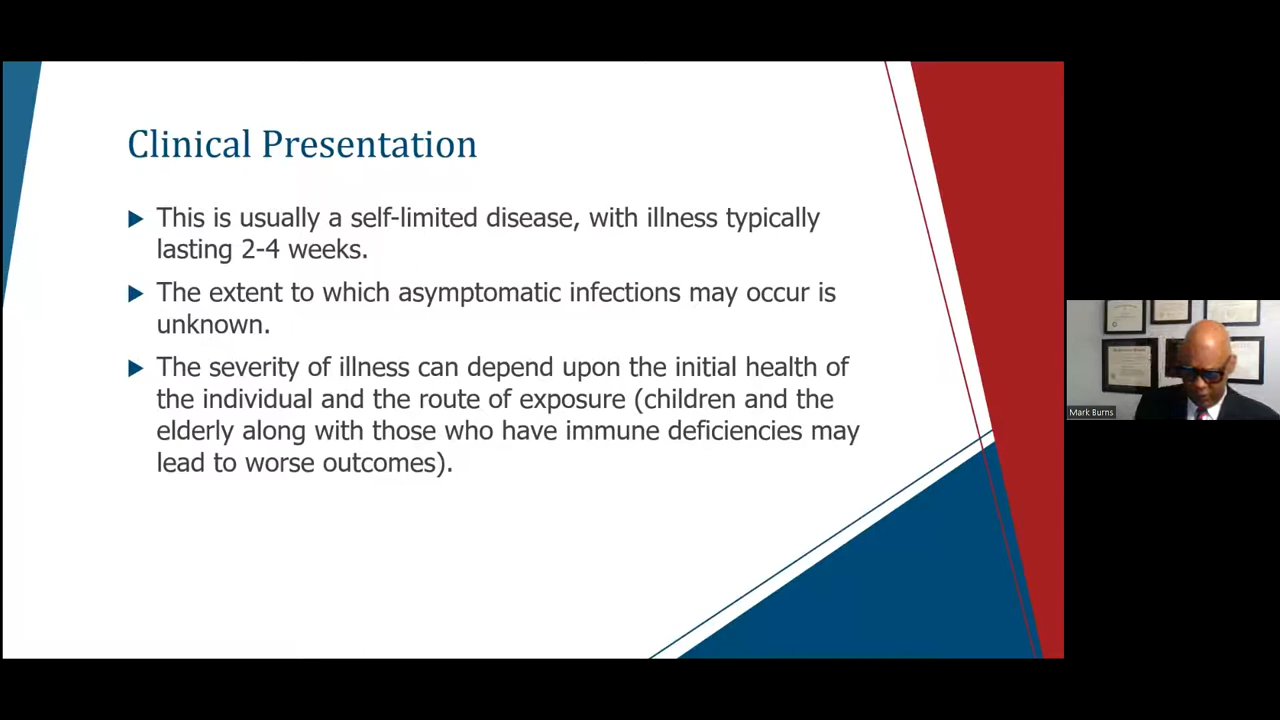 Clinical Presentation
This is usually a self-limited disease, with illness typically
lasting 2-4 weeks.
The extent to which asymptomatic infections may occur is
unknown.
The severity of illness can depend upon the initial health of
the individual and the route of exposure (children and the
elderly along with those who have immune deficiencies may
lead to worse outcomes).
Mark Burns